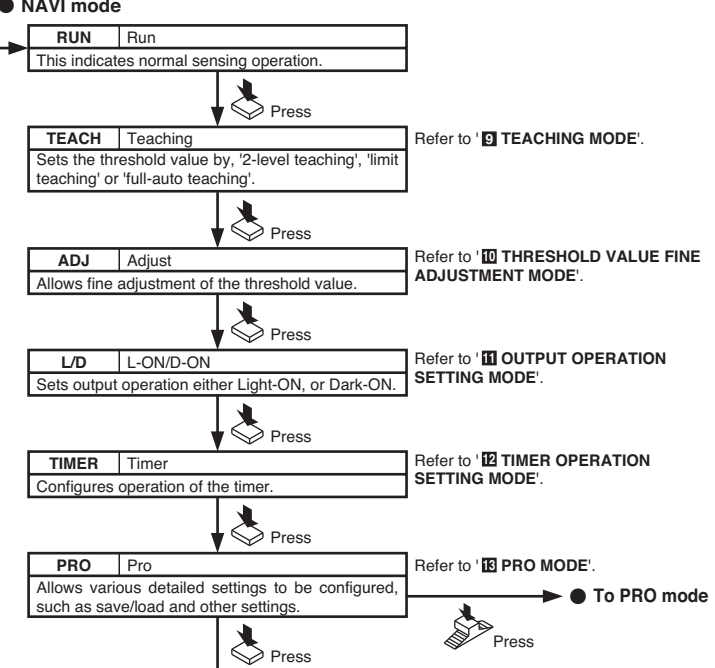 ● NAVI mode
RUN Run
This indicates normal sensing operation.
Press
TEACH Teaching
Refer to '9 TEACHING MODE'.
Sets the threshold value by, '2-level teaching', 'limit
teaching' or 'full-auto teaching'.
Press
ADJ Adjust
Refer to '10 THRESHOLD VALUE FINE
ADJUSTMENT MODE'.
Allows fine adjustment of the threshold value.
Press
L/D L-ON/D-ON
Refer to '11 OUTPUT OPERATION
SETTING MODE'.
Sets output operation either Light-ON, or Dark-ON.
Press
TIMER Timer
Refer to '12 TIMER OPERATION
SETTING MODE'.
Configures operation of the timer.
Press
PRO Pro
Refer to '13 PRO MODE'.
Allows various detailed settings to be configured,
such as save/load and other settings.
● To PRO mode
Press
Press